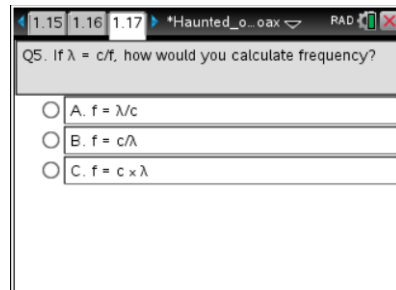 1.15 1.16 1.17 *Haunted_o…oax RAD
Q5. If λ = c/f, how would you calculate frequency?
A. f = λ/c
B. f = c/λ
C. f = c × λ